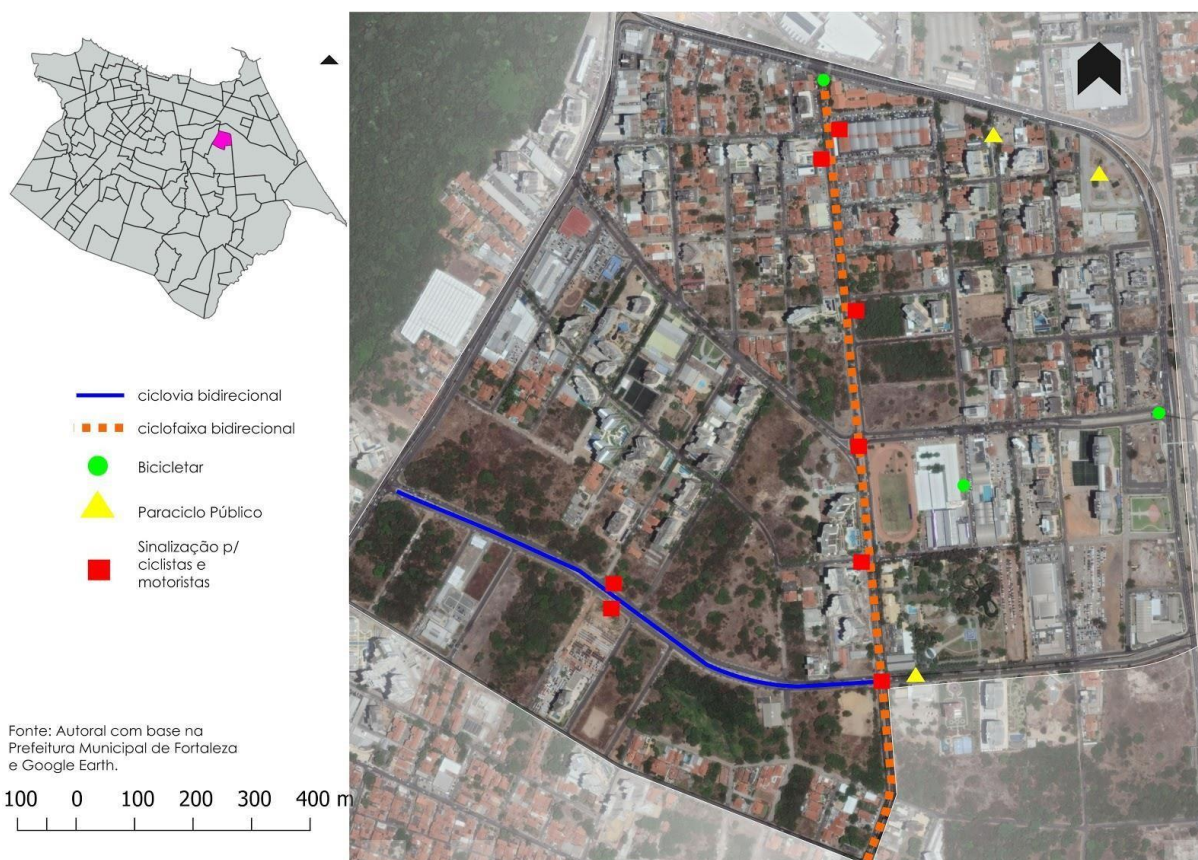 ciclovia bidirecional
ciclofaixa bidirecional
Bicicletar
Paraciclo Público
Sinalização p/
ciclistas e
motoristas
Fonte: Autoral com base na
Prefeitura Municipal de Fortaleza
e Google Earth.
100 0 100 200 300 400 m